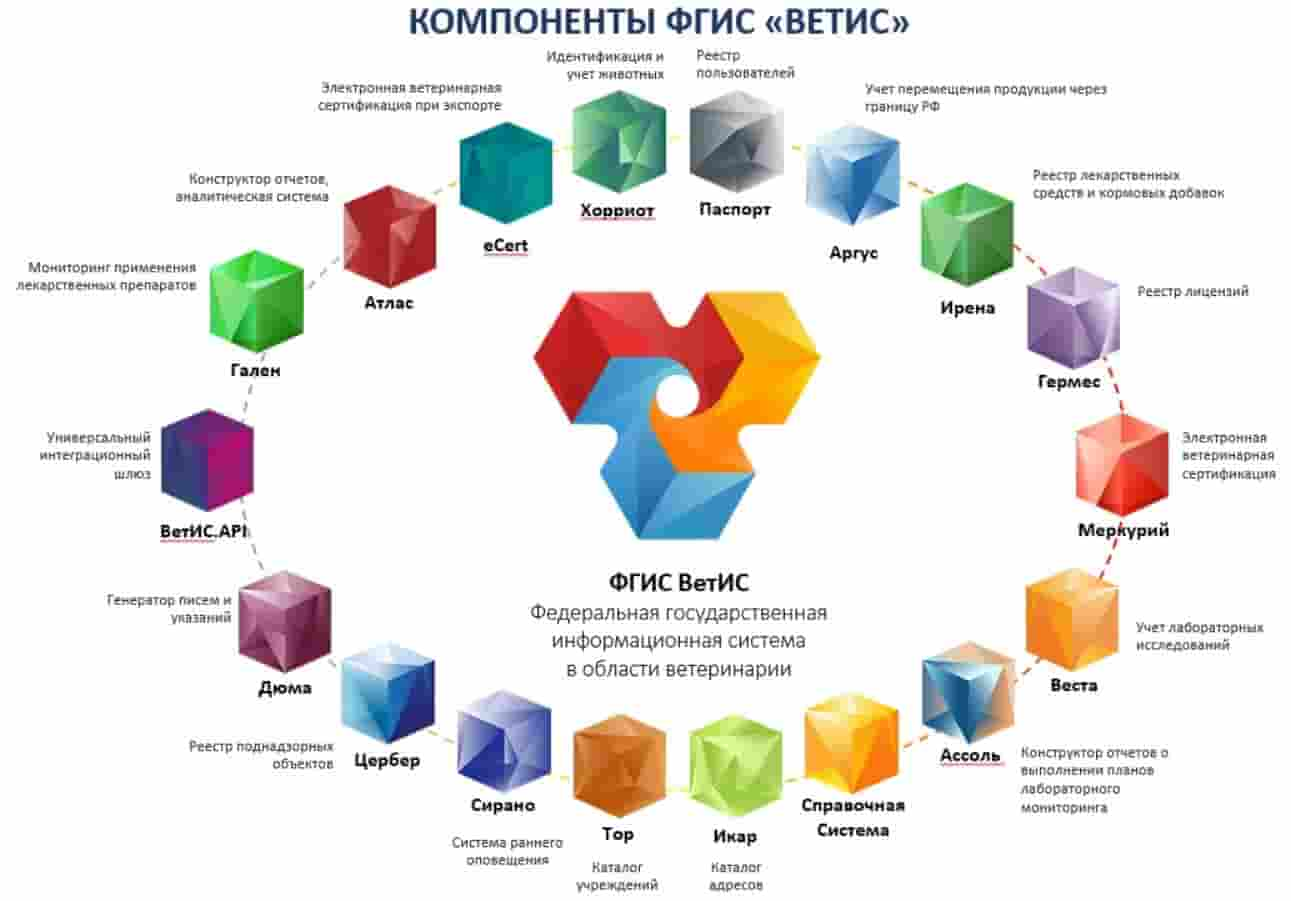 КОМПОНЕНТЫ ФГИС «ВЕТИС»
Идентификация и
учет животных
Хорриот
Реестр
пользователей
Паспорт
Учет перемещения продукции через
границу РФ
Аргус
Реестр лекарственных
средств и кормовых добавок
Ирена
Реестр лицензий
Гермес
Электронная
ветеринарная
сертификация
Меркурий
Учет лабораторных
исследований
Веста
Ассоль
Конструктор отчетов о
выполнении планов
лабораторного
мониторинга
Справочная
Система
Икар
Каталог
адресов
Тор
Каталог
учреждений
Сирано
Система раннего
оповещения
Цербер
Реестр поднадзорных
объектов
Генератор писем и
указаний
Дюма
Универсальный
интеграционный
шлюз
ВетИС.API
Мониторинг применения
лекарственных препаратов
Гален
Конструктор отчетов,
аналитическая система
Атлас
Электронная ветеринарная
сертификация при экспорте
eCert
ФГИС ВетИС
Федеральная государственная
информационная система
в области ветеринарии